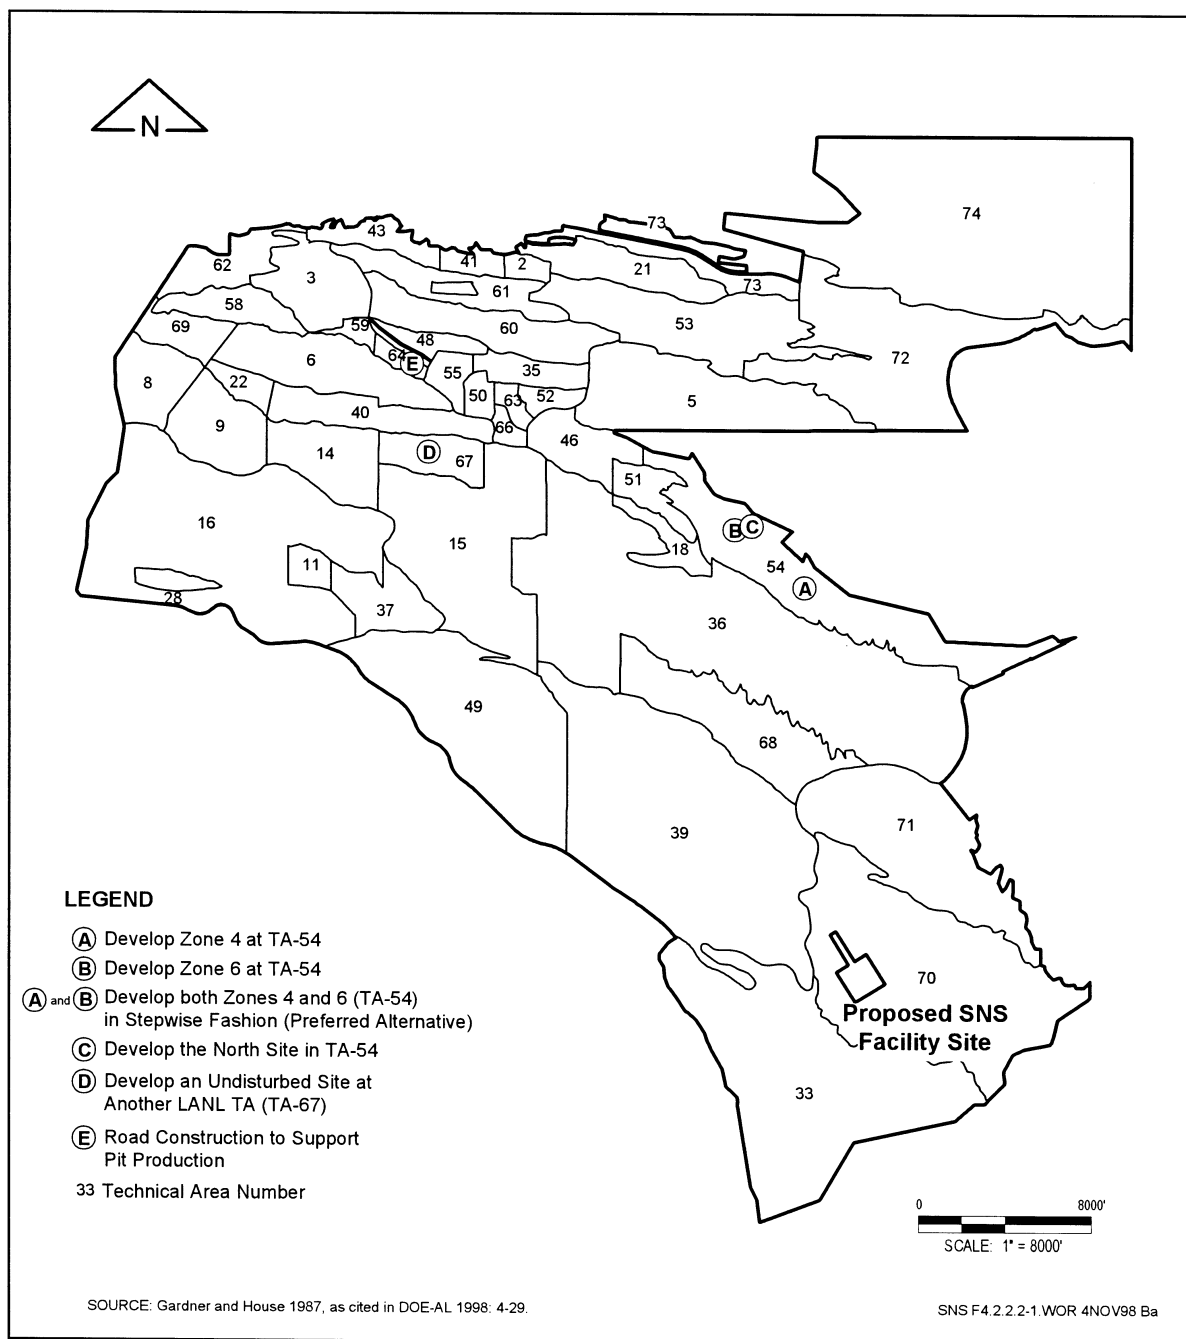 N
74
73
43
41
2
21
62
3
73
61
58
53
59
60
69
48
72
6
64
E
35
8
55
22
50
63
52
5
40
9
66
46
D
14
67
51
16
B
C
15
18
54
11
A
28
37
36
49
68
71
39
LEGEND
A Develop Zone 4 at TA-54
B Develop Zone 6 at TA-54
A and B Develop both Zones 4 and 6 (TA-54)
in Stepwise Fashion (Preferred Alternative)
C Develop the North Site in TA-54
D Develop an Undisturbed Site at
Another LANL TA (TA-67)
E Road Construction to Support
Pit Production
33 Technical Area Number
70
Proposed SNS
Facility Site
33
0 8000'
SCALE: 1" = 8000'
SOURCE: Gardner and House 1987, as cited in DOE-AL 1998: 4-29.
SNS F4.2.2.2-1.WOR 4NOV98 Ba